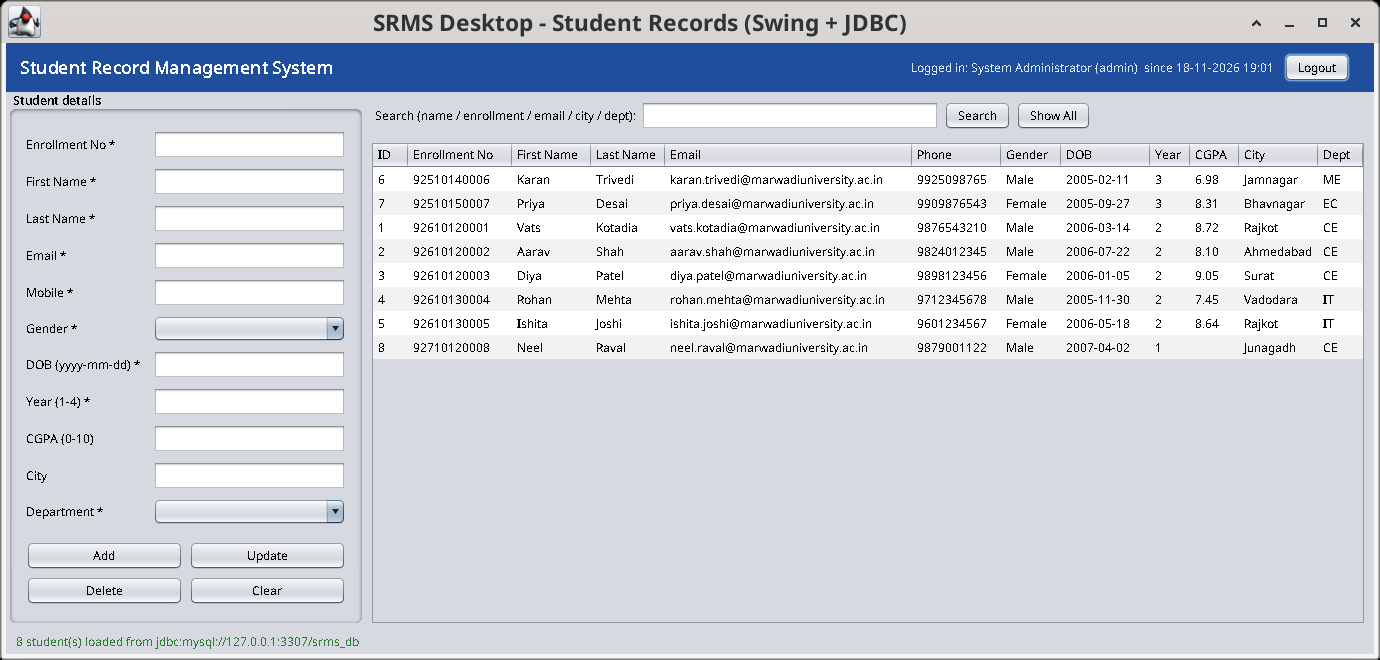 SRMS Desktop - Student Records (Swing + JDBC)
Student Record Management System
Logged in: System Administrator (admin) since 18-11-2026 19:01
Logout
Student details
Enrollment No *
First Name *
Last Name *
Email *
Mobile *
Gender *
DOB (yyyy-mm-dd) *
Year (1-4) *
CGPA (0-10)
City
Department *
Add Update
Delete Clear
Search (name / enrollment / email / city / dept):
Search Show All
ID Enrollment No First Name Last Name Email Phone Gender DOB Year CGPA City Dept
6 92510140006 Karan Trivedi karan.trivedi@marwadiuniversity.ac.in 9925098765 Male 2005-02-11 3 6.98 Jamnagar ME
7 92510150007 Priya Desai priya.desai@marwadiuniversity.ac.in 9909876543 Female 2005-09-27 3 8.31 Bhavnagar EC
1 92610120001 Vats Kotadia vats.kotadia@marwadiuniversity.ac.in 9876543210 Male 2006-03-14 2 8.72 Rajkot CE
2 92610120002 Aarav Shah aarav.shah@marwadiuniversity.ac.in 9824012345 Male 2006-07-22 2 8.10 Ahmedabad CE
3 92610120003 Diya Patel diya.patel@marwadiuniversity.ac.in 9898123456 Female 2006-01-05 2 9.05 Surat CE
4 92610130004 Rohan Mehta rohan.mehta@marwadiuniversity.ac.in 9712345678 Male 2005-11-30 2 7.45 Vadodara IT
5 92610130005 Ishita Joshi ishita.joshi@marwadiuniversity.ac.in 9601234567 Female 2006-05-18 2 8.64 Rajkot IT
8 92710120008 Neel Raval neel.raval@marwadiuniversity.ac.in 9879001122 Male 2007-04-02 1 Junagadh CE
8 student(s) loaded from jdbc:mysql://127.0.0.1:3307/srms_db